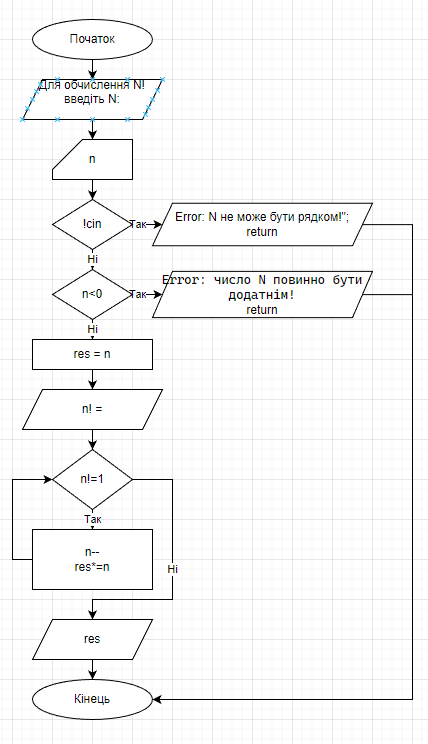 Початок
Для обчислення N!
введіть N:
n
!cin
Так
Error: N не може бути рядком!";
return
Ні
n<0
Так
Error: число N повинно бути
додатнім!
return
Ні
res = n
n! =
n!=1
Так
n--
res*=n
Ні
res
Кінець